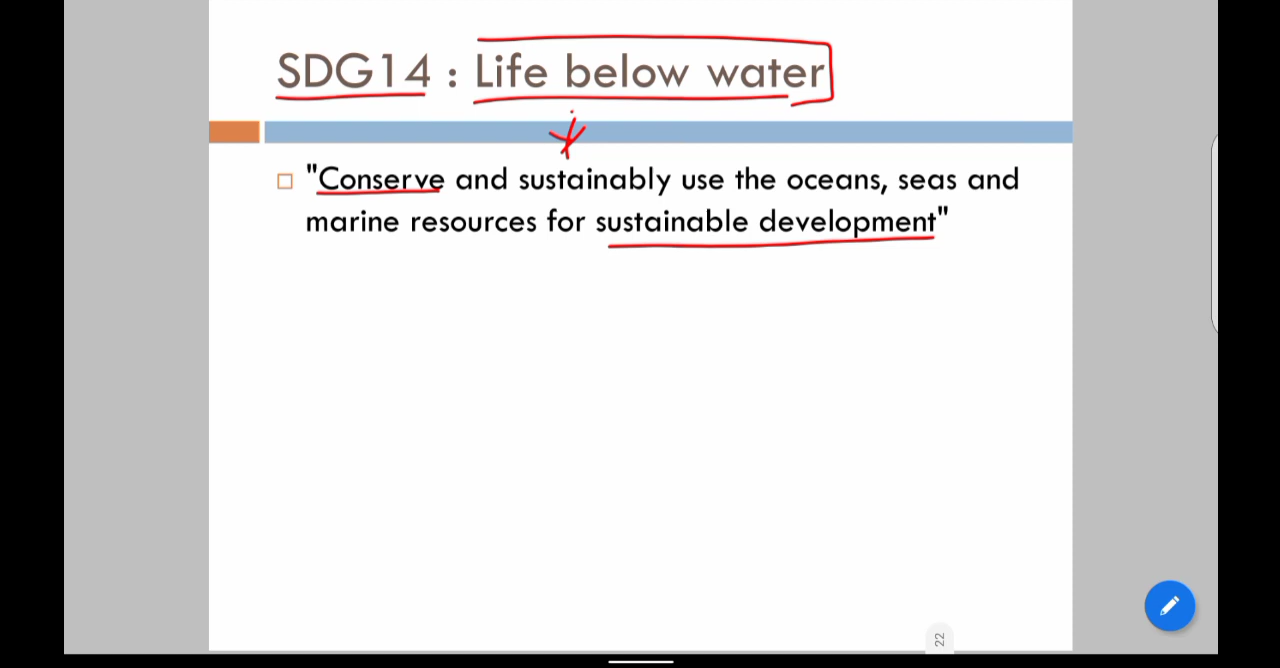 SDG14 : Life below water
"Conserve and sustainably use the oceans, seas and
marine resources for sustainable development"
22